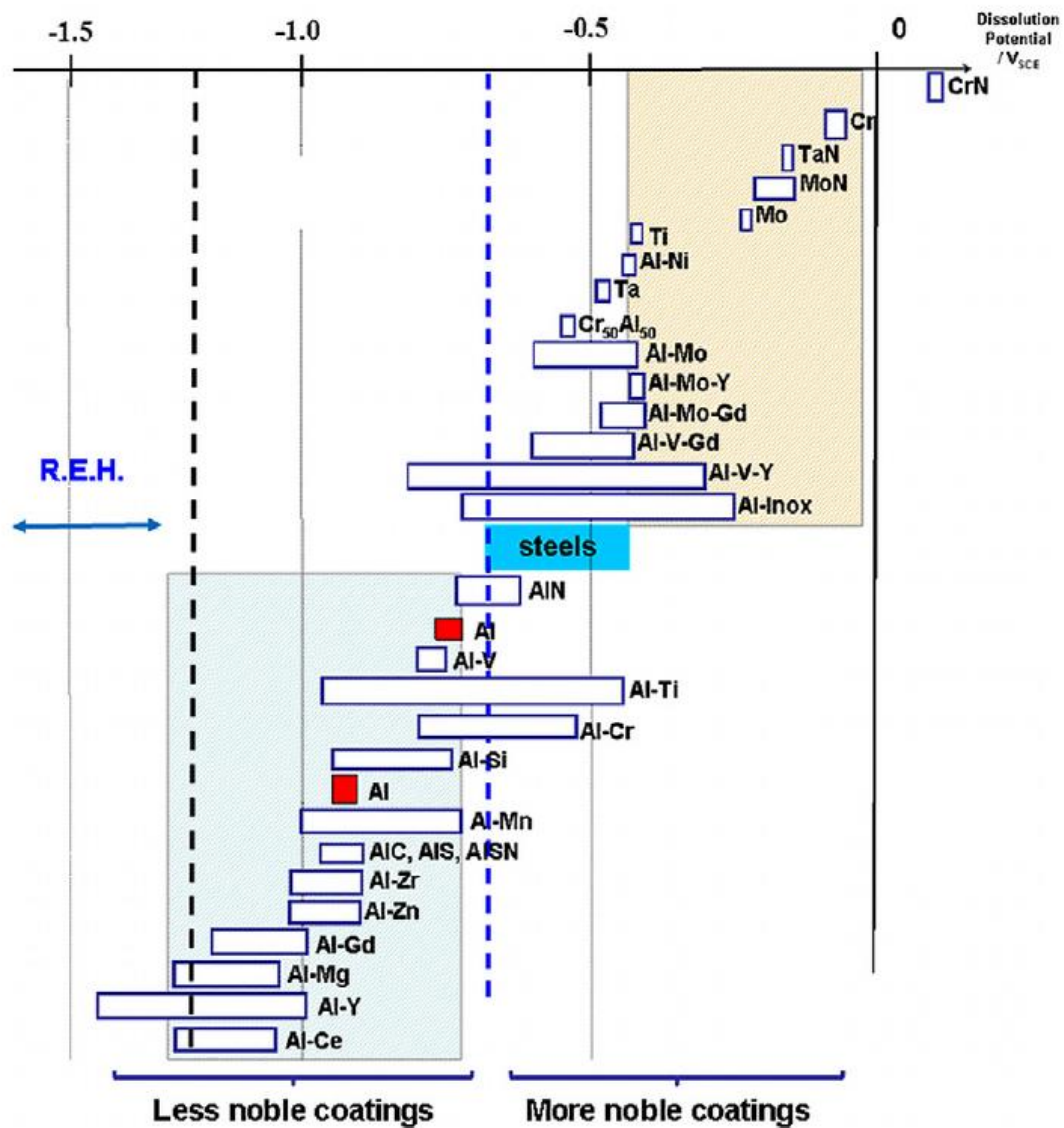 -1.5 -1.0 -0.5 0 Dissolution
Potential
/ V_SCE
CrN
Cr
TaN
MoN
Mo
Ti
Al-Ni
Ta
Cr₅₀Al₅₀
Al-Mo
Al-Mo-Y
Al-Mo-Gd
Al-V-Gd
R.E.H.
Al-V-Y
Al-Inox
steels
AlN
Al
Al-V
Al-Ti
Al-Cr
Al-Si
Al
Al-Mn
AlC, AlS, AlSN
Al-Zr
Al-Zn
Al-Gd
Al-Mg
Al-Y
Al-Ce
Less noble coatings More noble coatings